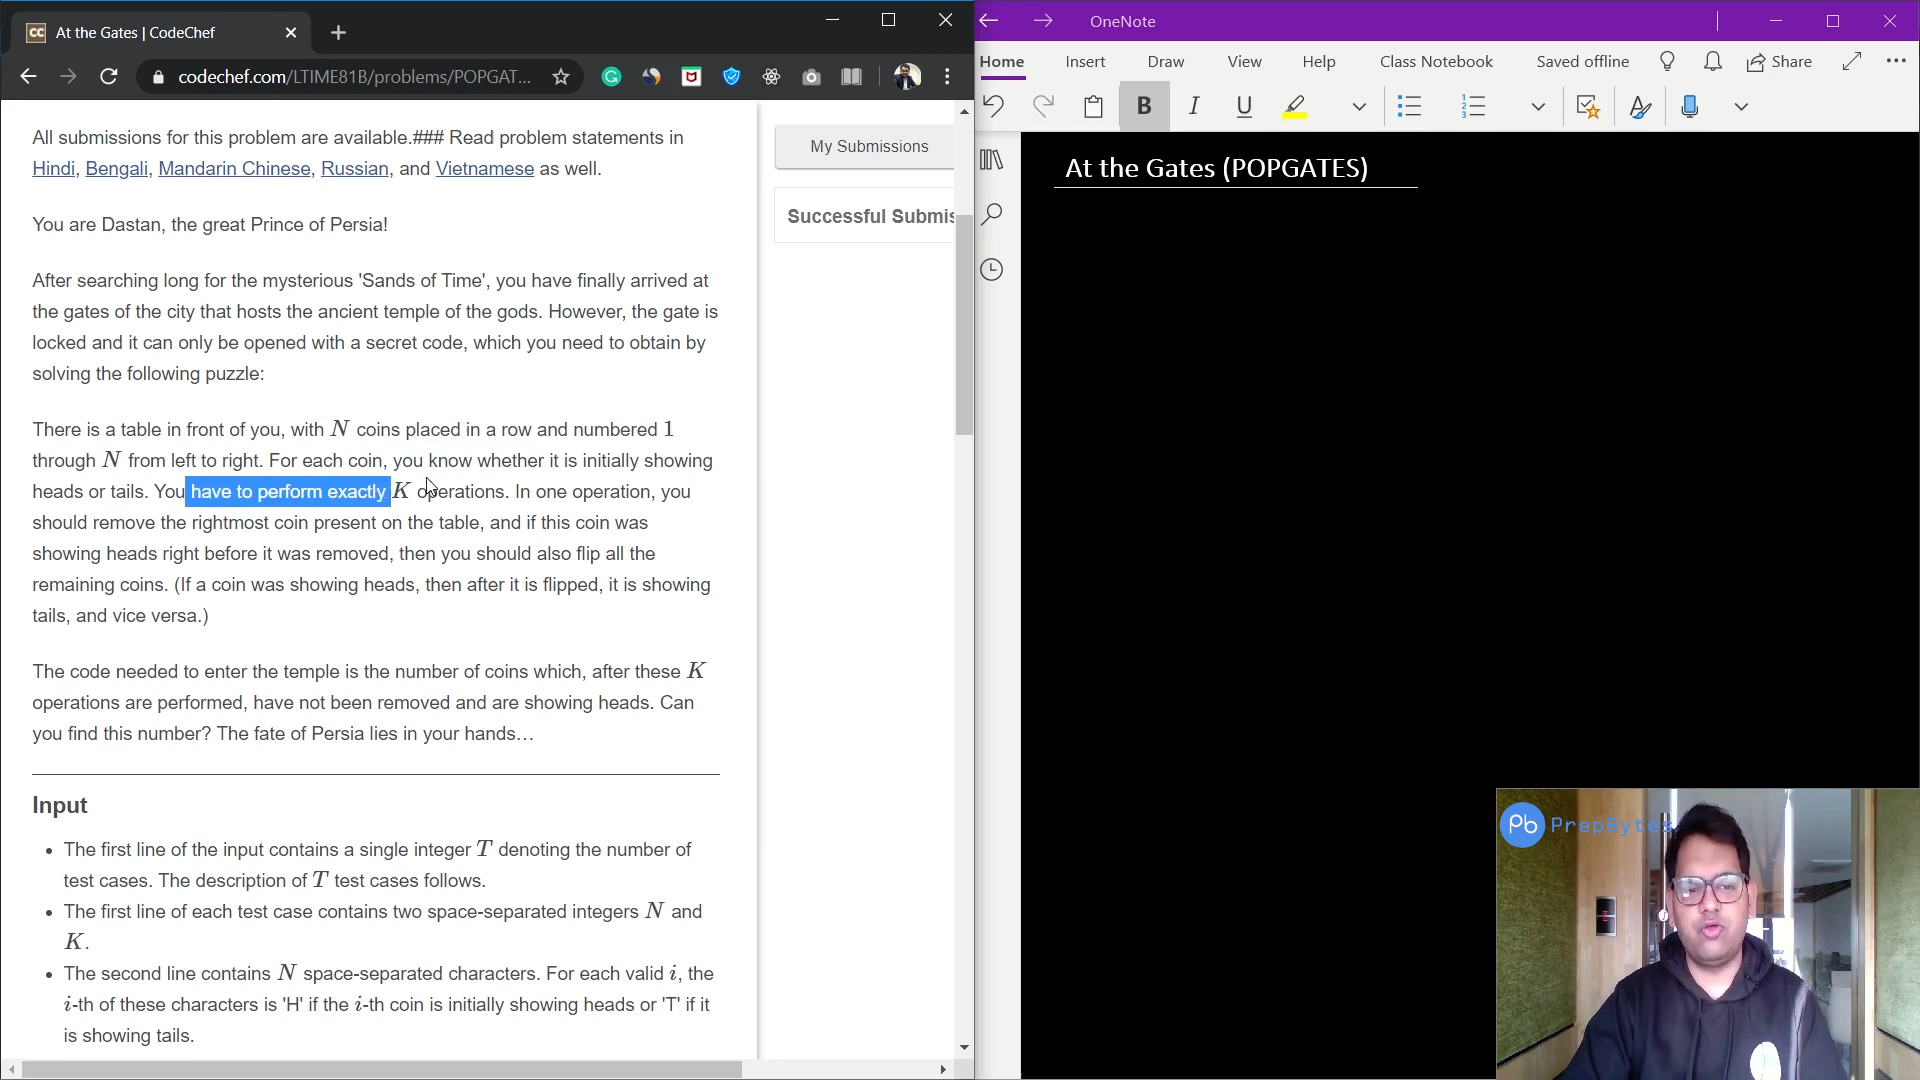 At the Gates | CodeChef
codechef.com/LTIME81B/problems/POPGAT...
All submissions for this problem are available.### Read problem statements in
Hindi, Bengali, Mandarin Chinese, Russian, and Vietnamese as well.
You are Dastan, the great Prince of Persia!
After searching long for the mysterious 'Sands of Time', you have finally arrived at
the gates of the city that hosts the ancient temple of the gods. However, the gate is
locked and it can only be opened with a secret code, which you need to obtain by
solving the following puzzle:
There is a table in front of you, with N coins placed in a row and numbered 1
through N from left to right. For each coin, you know whether it is initially showing
heads or tails. You have to perform exactly K operations. In one operation, you
should remove the rightmost coin present on the table, and if this coin was
showing heads right before it was removed, then you should also flip all the
remaining coins. (If a coin was showing heads, then after it is flipped, it is showing
tails, and vice versa.)
The code needed to enter the temple is the number of coins which, after these K
operations are performed, have not been removed and are showing heads. Can
you find this number? The fate of Persia lies in your hands…
Input
• The first line of the input contains a single integer T denoting the number of
test cases. The description of T test cases follows.
• The first line of each test case contains two space-separated integers N and
K.
• The second line contains N space-separated characters. For each valid i, the
i-th of these characters is 'H' if the i-th coin is initially showing heads or 'T' if it
is showing tails.
My Submissions
Successful Submis
OneNote
Home Insert Draw View Help Class Notebook Saved offline Share
B I U
At the Gates (POPGATES)
Pb PrepBytes